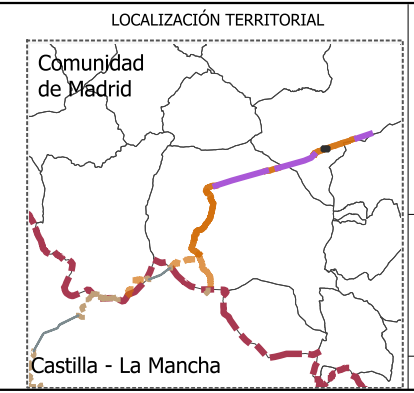 LOCALIZACIÓN TERRITORIAL
Comunidad
de Madrid
Castilla - La Mancha